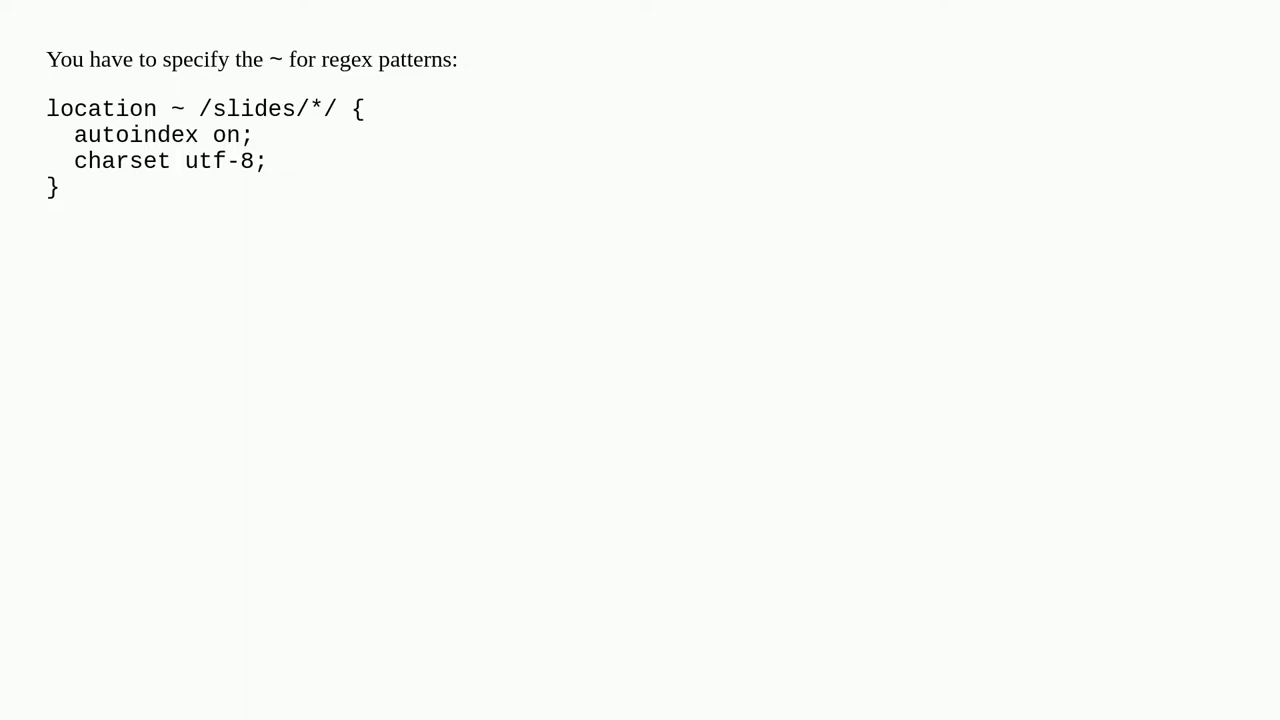 You have to specify the ~ for regex patterns:
location ~ /slides/*/ {
  autoindex on;
  charset utf-8;
}